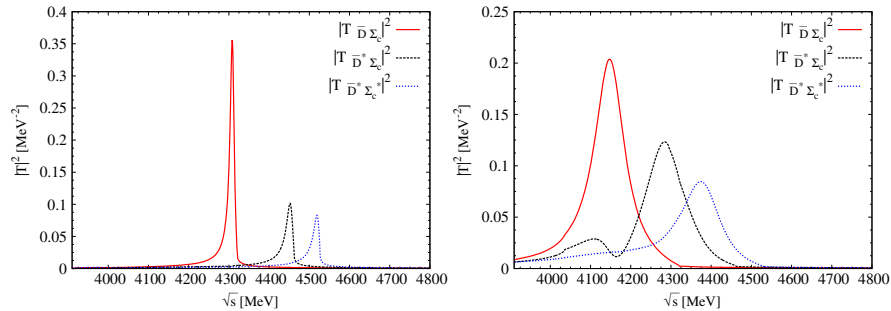 |T D̅ Σc|²
|T D̅* Σc|²
|T D̅* Σc*|²
|T|² [MeV⁻²]
0.4
0.35
0.3
0.25
0.2
0.15
0.1
0.05
0
4000 4100 4200 4300 4400 4500 4600 4700 4800
√s [MeV]
|T D̅ Σc|²
|T D̅* Σc|²
|T D̅* Σc*|²
|T|² [MeV⁻²]
0.25
0.2
0.15
0.1
0.05
0
4000 4100 4200 4300 4400 4500 4600 4700 4800
√s [MeV]